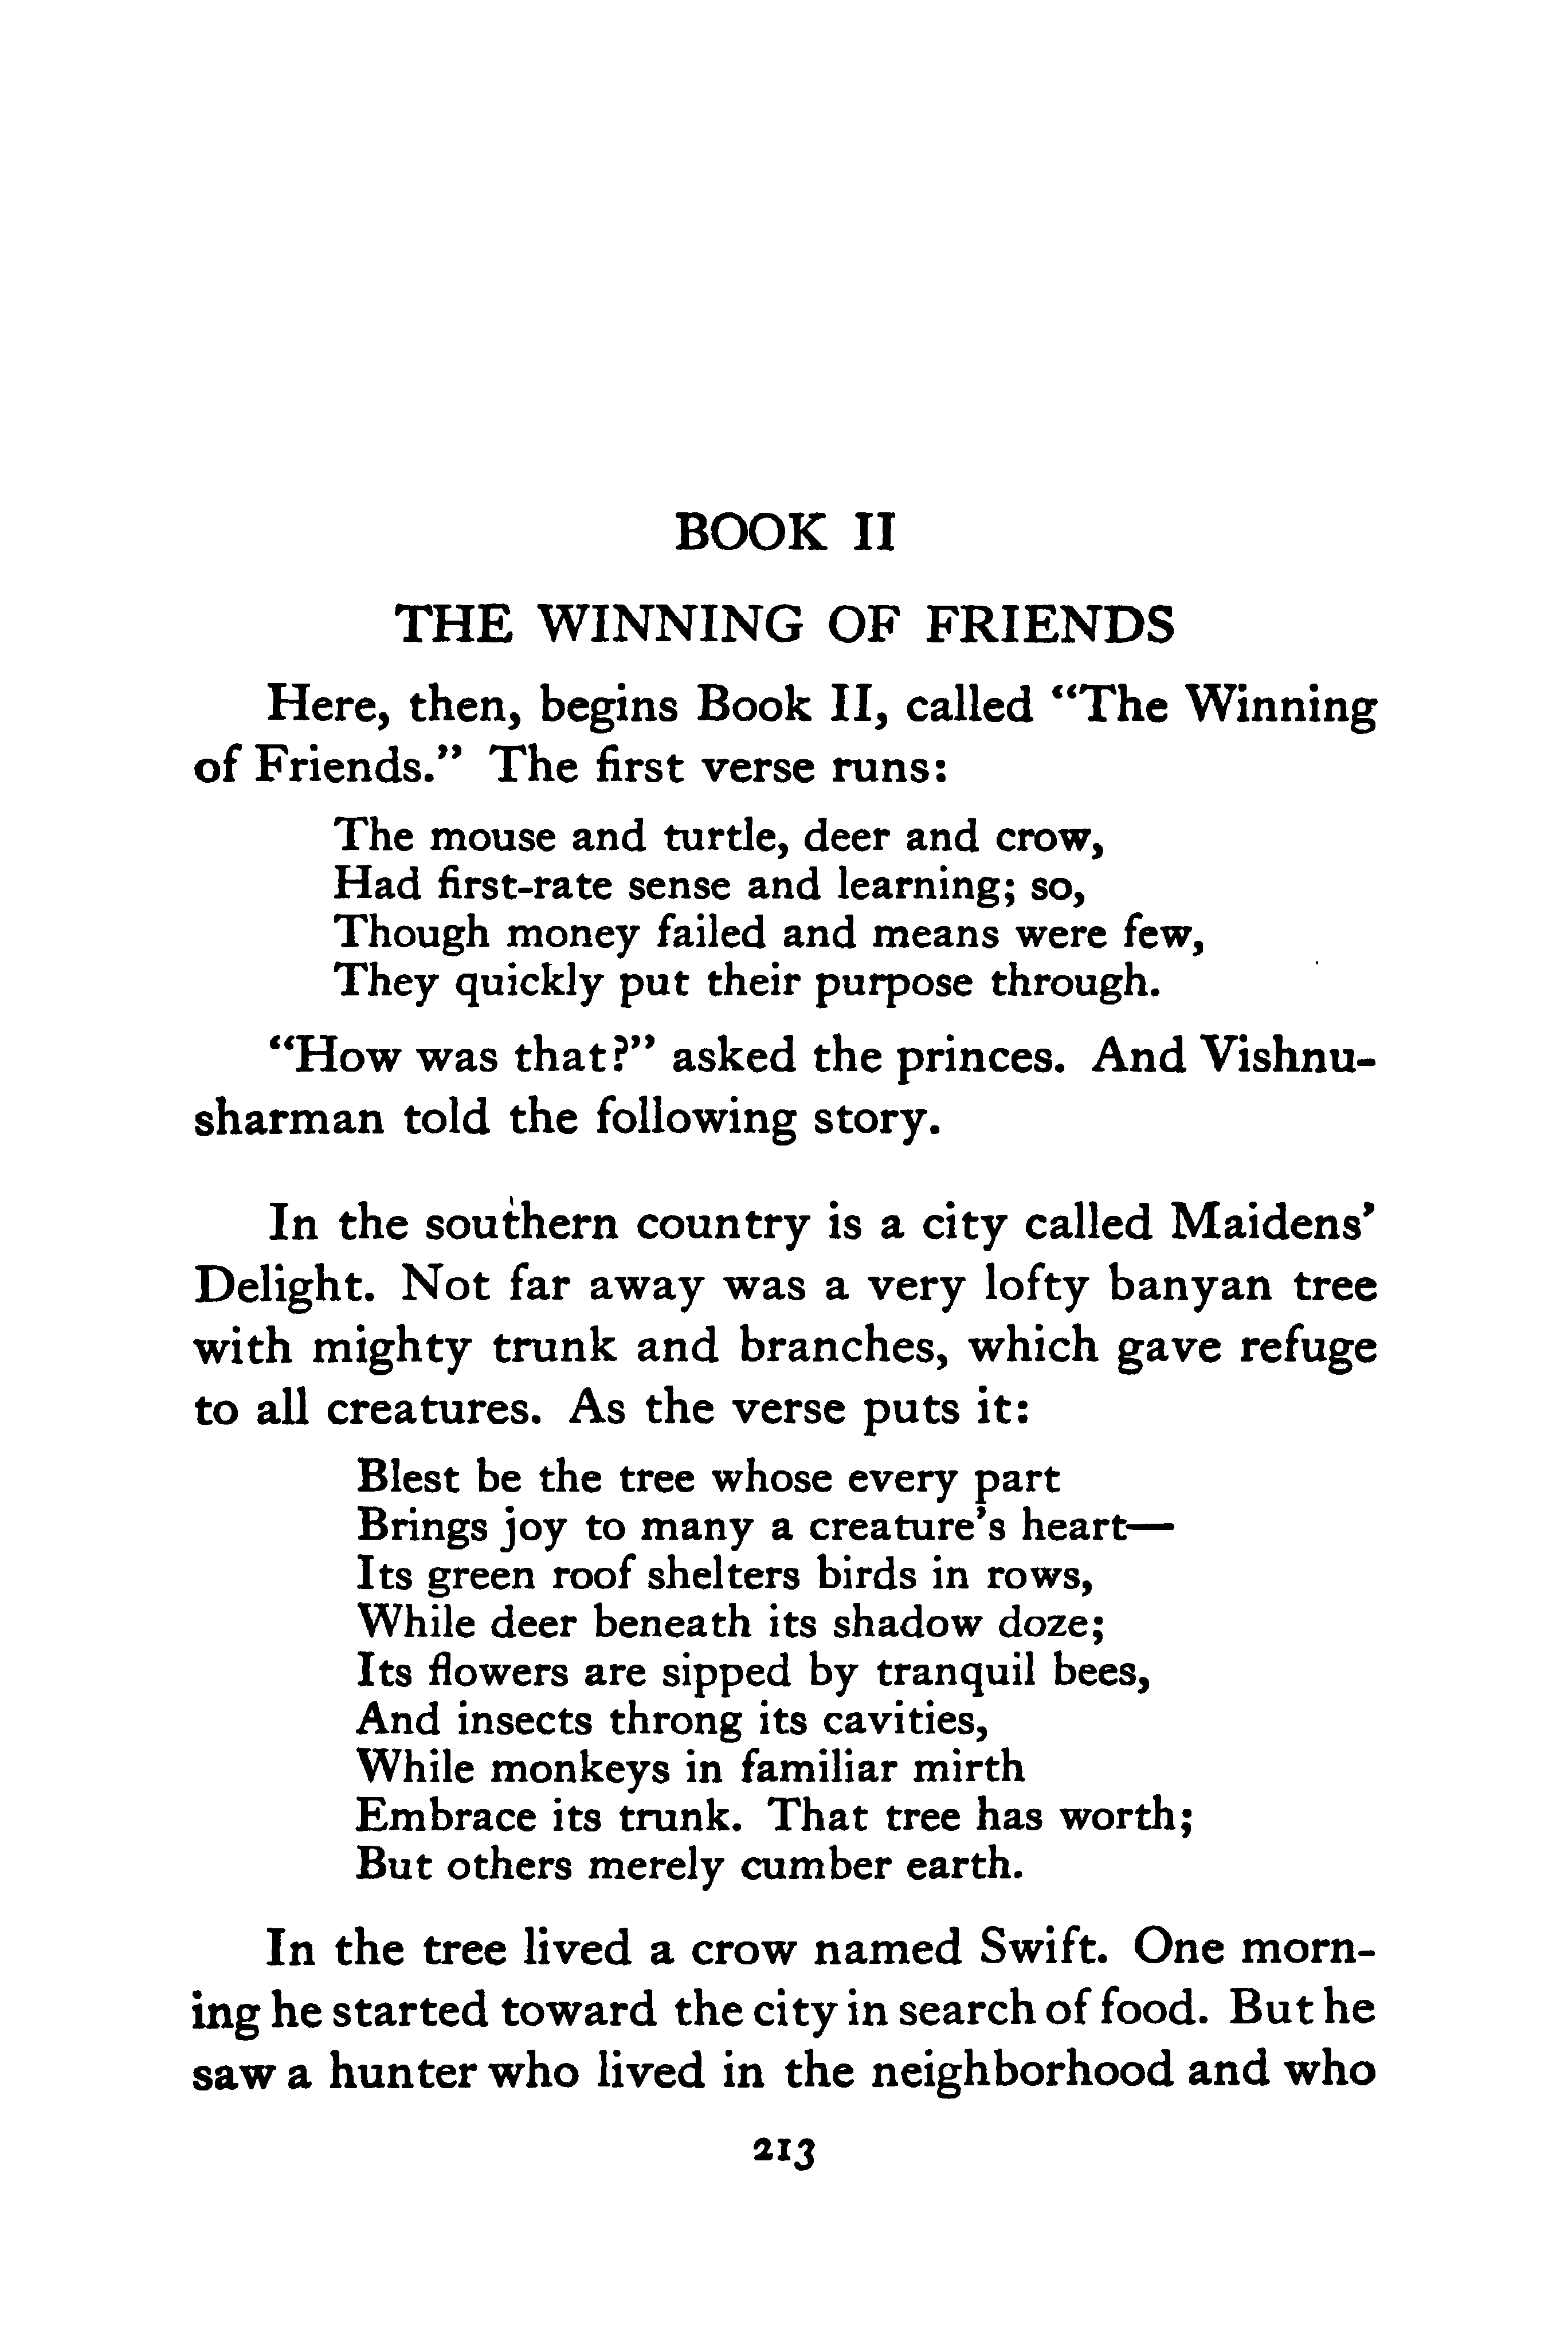 BOOK II
THE WINNING OF FRIENDS
Here, then, begins Book II, called “The Winning
of Friends.” The first verse runs:
The mouse and turtle, deer and crow,
Had first-rate sense and learning; so,
Though money failed and means were few,
They quickly put their purpose through.
“How was that?” asked the princes. And Vishnu-
sharman told the following story.
In the southern country is a city called Maidens’
Delight. Not far away was a very lofty banyan tree
with mighty trunk and branches, which gave refuge
to all creatures. As the verse puts it:
Blest be the tree whose every part
Brings joy to many a creature’s heart—
Its green roof shelters birds in rows,
While deer beneath its shadow doze;
Its flowers are sipped by tranquil bees,
And insects throng its cavities,
While monkeys in familiar mirth
Embrace its trunk. That tree has worth;
But others merely cumber earth.
In the tree lived a crow named Swift. One morn-
ing he started toward the city in search of food. But he
saw a hunter who lived in the neighborhood and who
213